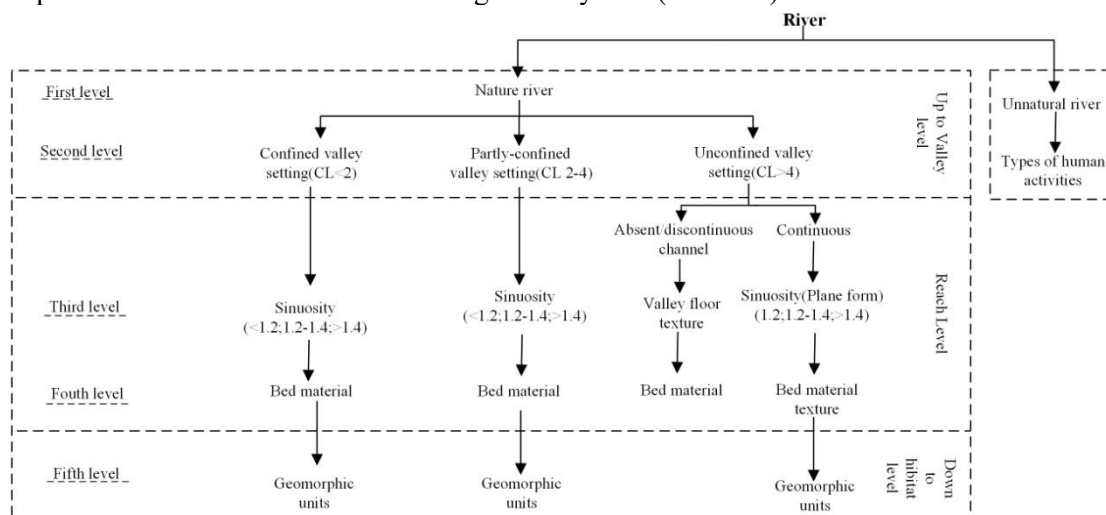 River
First level
Nature river
Unnatural river
Up to Valley
level
Second level
Confined valley
setting(CL<2)
Partly-confined
valley setting(CL 2-4)
Unconfined valley
setting(CL>4)
Types of human
activities
Absent/discontinuous
channel
Continuous
Third level
Sinuosity
(<1.2;1.2-1.4;>1.4)
Sinuosity
(<1.2;1.2-1.4;>1.4)
Valley floor
texture
Sinuosity(Plane form)
(1.2;1.2-1.4;>1.4)
Reach Level
Fouth level
Bed material
Bed material
Bed material
Bed material
texture
Fifth level
Geomorphic
units
Geomorphic
units
Geomorphic
units
Down
to
hibitat
level